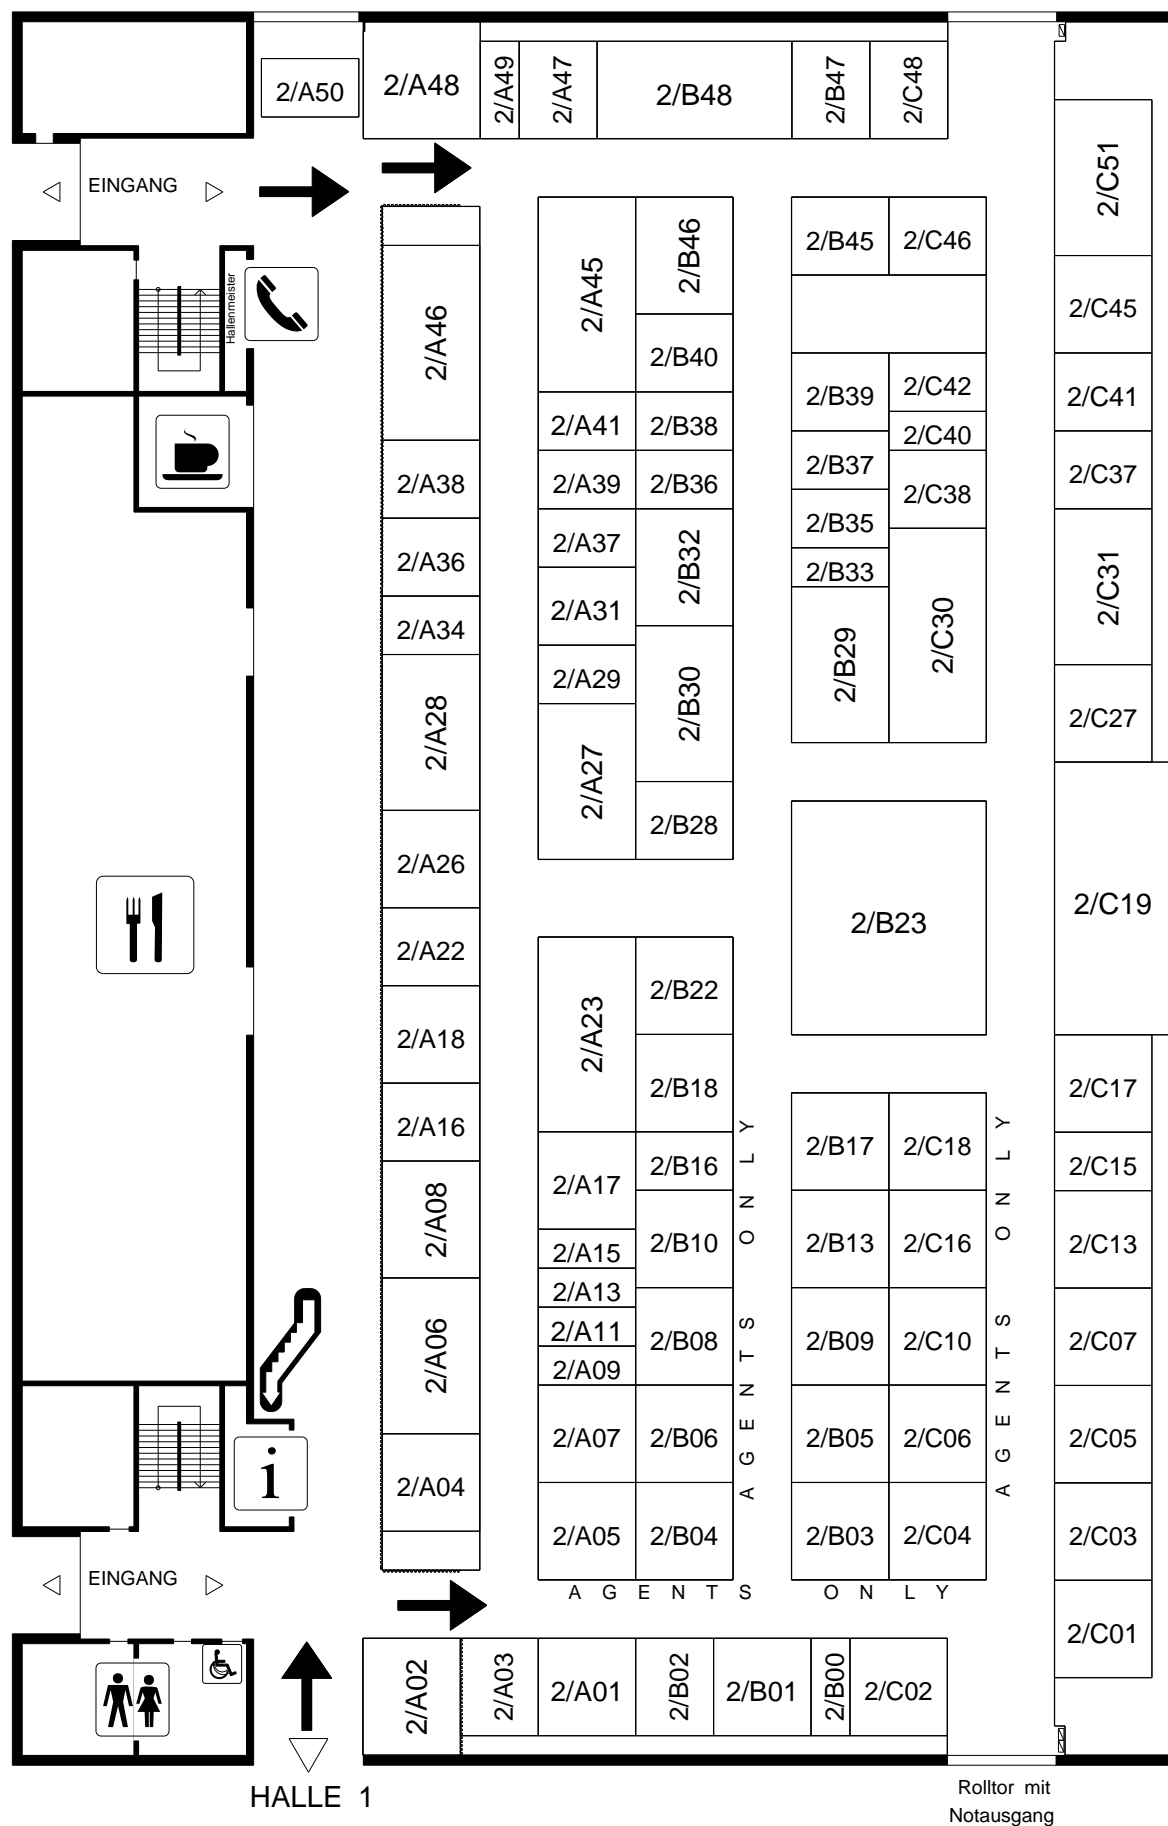 2/A50
2/A48
2/A49
2/A47
2/B48
2/B47
2/C48
EINGANG
2/C51
2/B46
2/B45
2/C46
2/A45
Hallenmeister
2/A46
2/C45
2/B40
2/B39
2/C42
2/C41
2/A41
2/B38
2/C40
2/A38
2/A39
2/B36
2/B37
2/C38
2/C37
2/A36
2/A37
2/B32
2/B35
2/C31
2/B33
2/A34
2/A31
2/B29
2/C30
2/A28
2/A29
2/B30
2/C27
2/A27
2/B28
2/A26
2/C19
2/B23
2/A22
2/A23
2/B22
2/A18
2/B18
2/C17
2/A16
2/B16
2/B17
2/C18
2/C15
2/A17
2/A08
2/B10
2/B13
2/C16
2/C13
2/A15
2/A13
2/A11
2/A09
2/A06
2/B08
2/B09
2/C10
2/C07
AGENTS ONLY
AGENTS ONLY
2/A07
2/B06
2/B05
2/C06
2/C05
i
2/A04
2/A05
2/B04
2/B03
2/C04
2/C03
EINGANG
AGENTS ONLY
2/C01
2/A02
2/A03
2/A01
2/B02
2/B01
2/B00
2/C02
HALLE 1
Rolltor mit
Notausgang